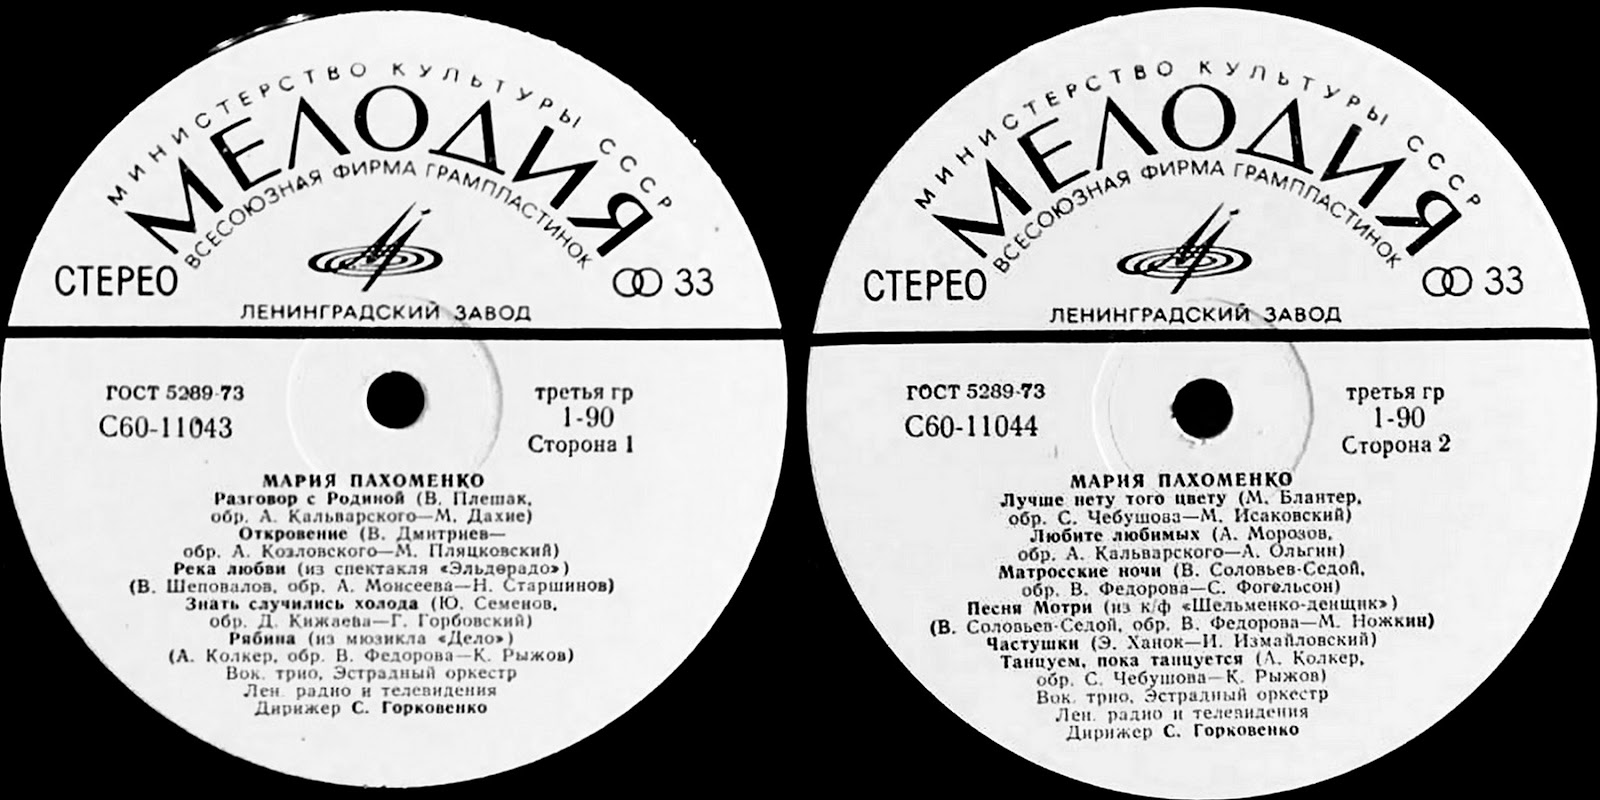 МИНИСТЕРСТВО КУЛЬТУРЫ СССР
МЕЛОДИЯ
ВСЕСОЮЗНАЯ ФИРМА ГРАМПЛАСТИНОК
СТЕРЕО
33
ЛЕНИНГРАДСКИЙ ЗАВОД
ГОСТ 5289-73
С60-11043
третья гр
1-90
Сторона 1
МАРИЯ ПАХОМЕНКО
Разговор с Родиной (В. Плешак,
обр. А. Кальварского—М. Дахие)
Откровение (В. Дмитриев—
обр. А. Козловского—М. Пляцковский)
Река любви (из спектакля «Эльдорадо»)
(В. Шеповалов, обр. А. Моисеева—Н. Старшинов)
Знать случились холода (Ю. Семенов,
обр. Д. Кижаева—Г. Горбовский)
Рябина (из мюзикла «Дело»)
(А. Колкер, обр. В. Федорова—К. Рыжов)
Вок. трио, Эстрадный оркестр
Лен. радио и телевидения
Дирижер С. Горковенко
МИНИСТЕРСТВО КУЛЬТУРЫ СССР
МЕЛОДИЯ
ВСЕСОЮЗНАЯ ФИРМА ГРАМПЛАСТИНОК
СТЕРЕО
33
ЛЕНИНГРАДСКИЙ ЗАВОД
ГОСТ 5289-73
С60-11044
третья гр
1-90
Сторона 2
МАРИЯ ПАХОМЕНКО
Лучше нету того цвету (М. Блантер,
обр. С. Чебушова—М. Исаковский)
Любите любимых (А. Морозов,
обр. А. Кальварского—А. Ольгин)
Матросские ночи (В. Соловьев-Седой,
обр. В. Федорова—С. Фогельсон)
Песня Мотри (из к/ф «Шельменко-денщик»)
(В. Соловьев-Седой, обр. В. Федорова—М. Ножкин)
Частушки (Э. Ханок—И. Измайловский)
Танцуем, пока танцуется (А. Колкер,
обр. С. Чебушова—К. Рыжов)
Вок. трио, Эстрадный оркестр
Лен. радио и телевидения
Дирижер С. Горковенко